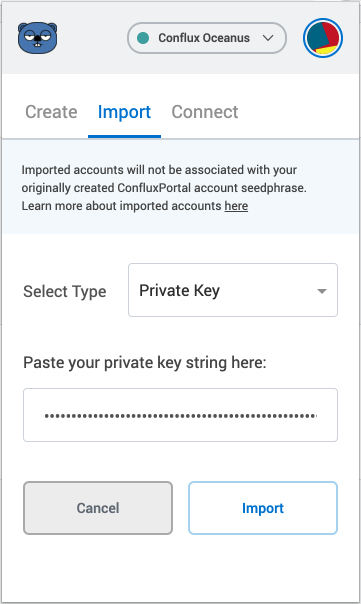 Conflux Oceanus
Create Import Connect
Imported accounts will not be associated with your
originally created ConfluxPortal account seedphrase.
Learn more about imported accounts here
Select Type Private Key
Paste your private key string here:
Cancel Import